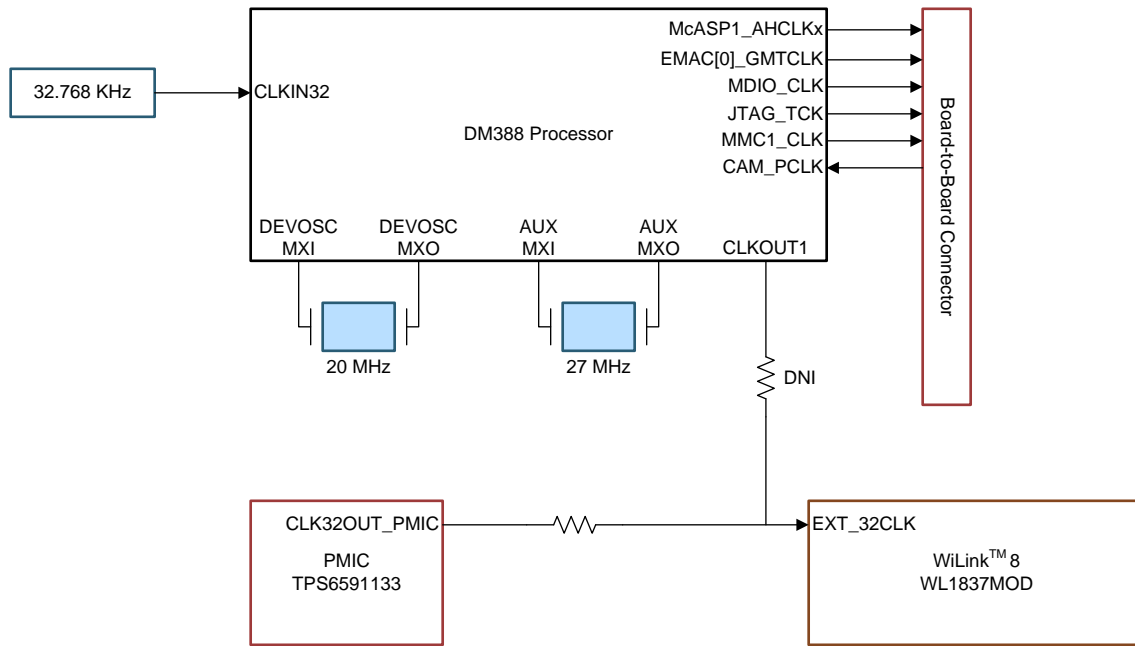 McASP1_AHCLKx
EMAC[0]_GMTCLK
MDIO_CLK
JTAG_TCK
MMC1_CLK
CAM_PCLK
32.768 KHz
CLKIN32
DM388 Processor
Board-to-Board Connector
DEVOSC
MXI
DEVOSC
MXO
AUX
MXI
AUX
MXO
CLKOUT1
20 MHz
27 MHz
DNI
CLK32OUT_PMIC
PMIC
TPS6591133
EXT_32CLK
WiLink™ 8
WL1837MOD